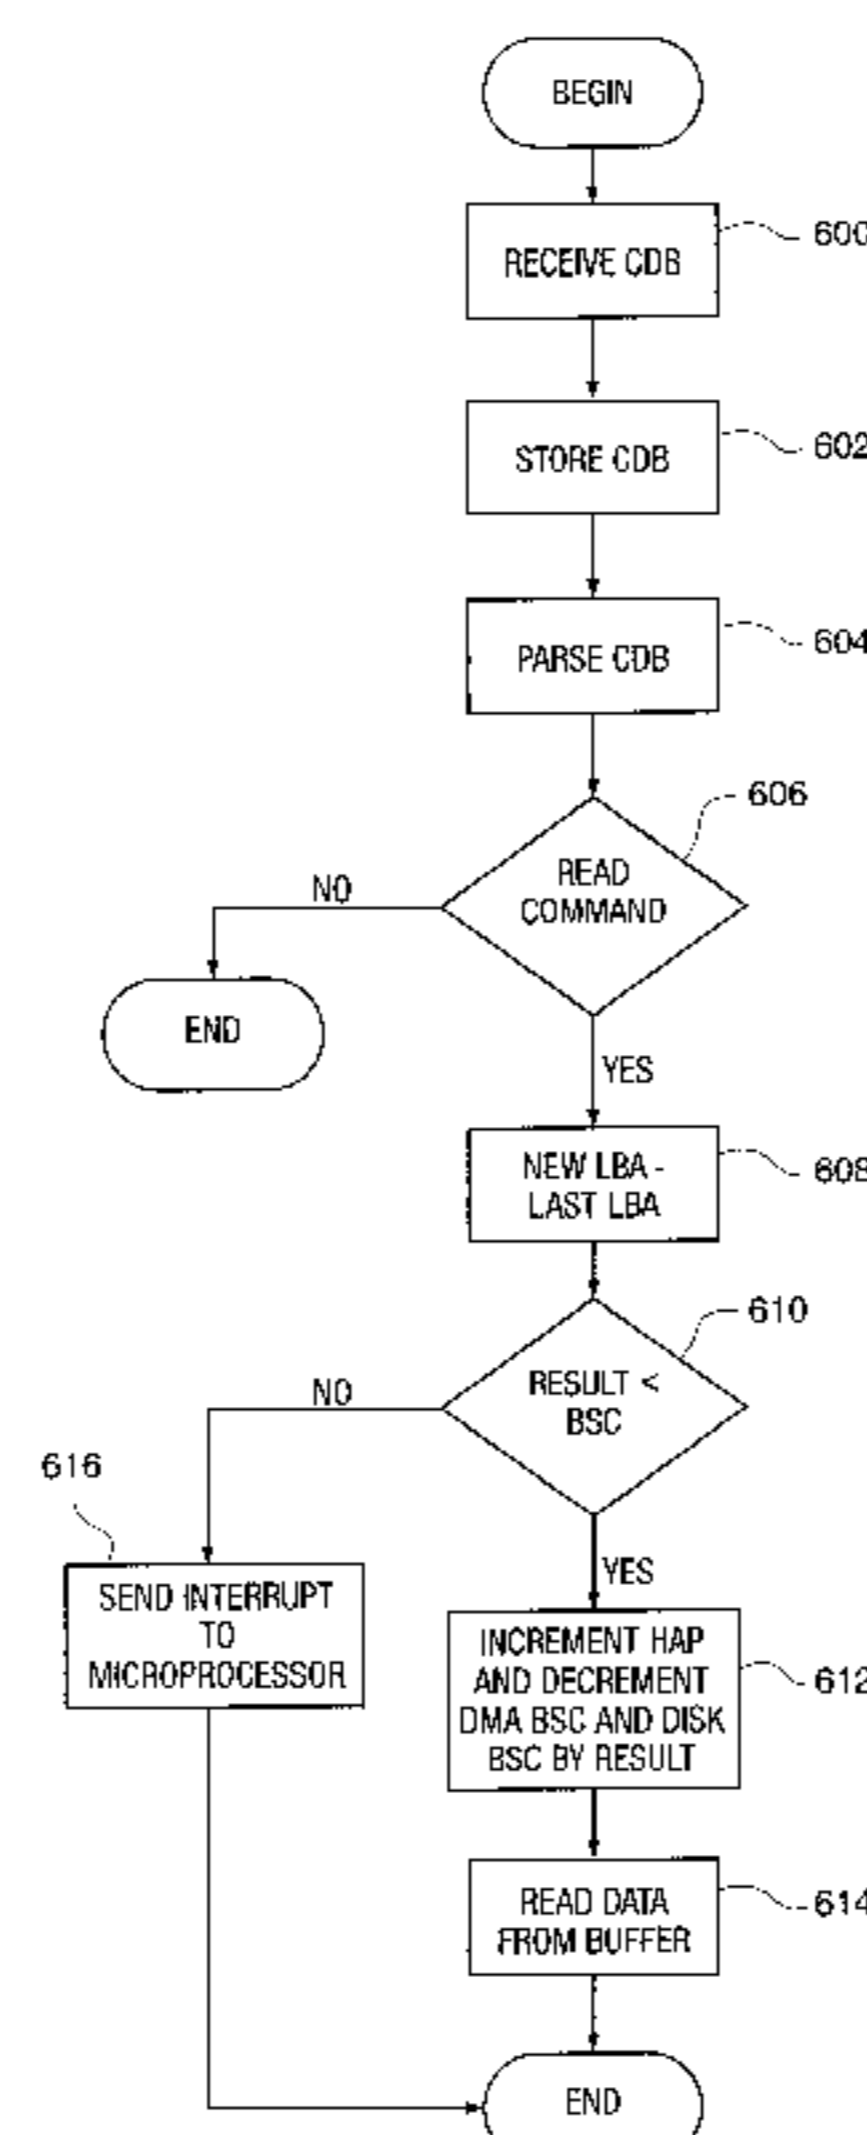 BEGIN
RECEIVE CDB
600
STORE CDB
602
PARSE CDB
604
606
READ
COMMAND
NO
END
YES
NEW LBA -
LAST LBA
608
610
RESULT <
BSC
NO
616
SEND INTERRUPT
TO
MICROPROCESSOR
YES
INCREMENT HAP
AND DECREMENT
DMA BSC AND DISK
BSC BY RESULT
612
READ DATA
FROM BUFFER
614
END